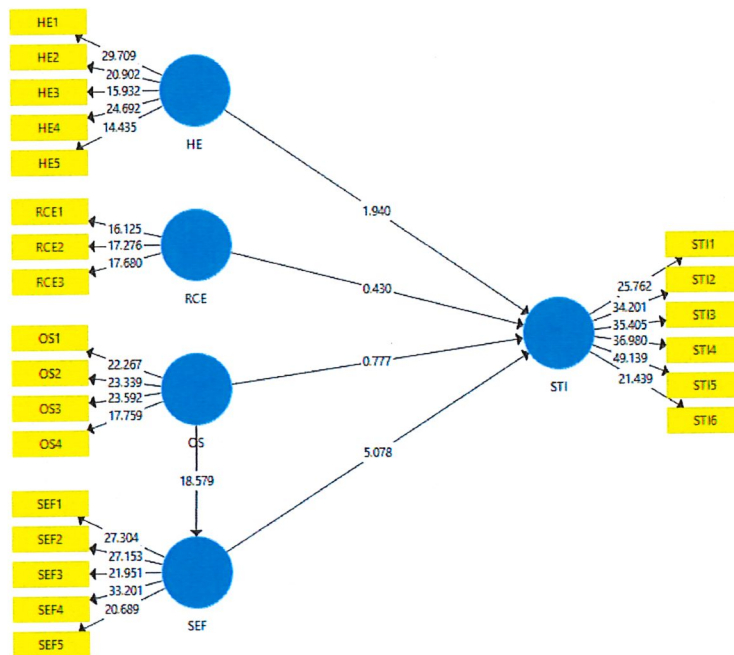 HE1
HE2
HE3
HE4
HE5
29.709
20.902
15.932
24.692
14.435
HE
1.940
RCE1
RCE2
RCE3
16.125
17.276
17.680
RCE
0.430
OS1
OS2
OS3
OS4
22.267
23.339
23.592
17.759
OS
0.777
18.579
SEF1
SEF2
SEF3
SEF4
SEF5
27.304
27.153
21.951
33.201
20.689
SEF
5.078
STI
25.762
34.201
35.405
36.980
49.139
21.439
STI1
STI2
STI3
STI4
STI5
STI6